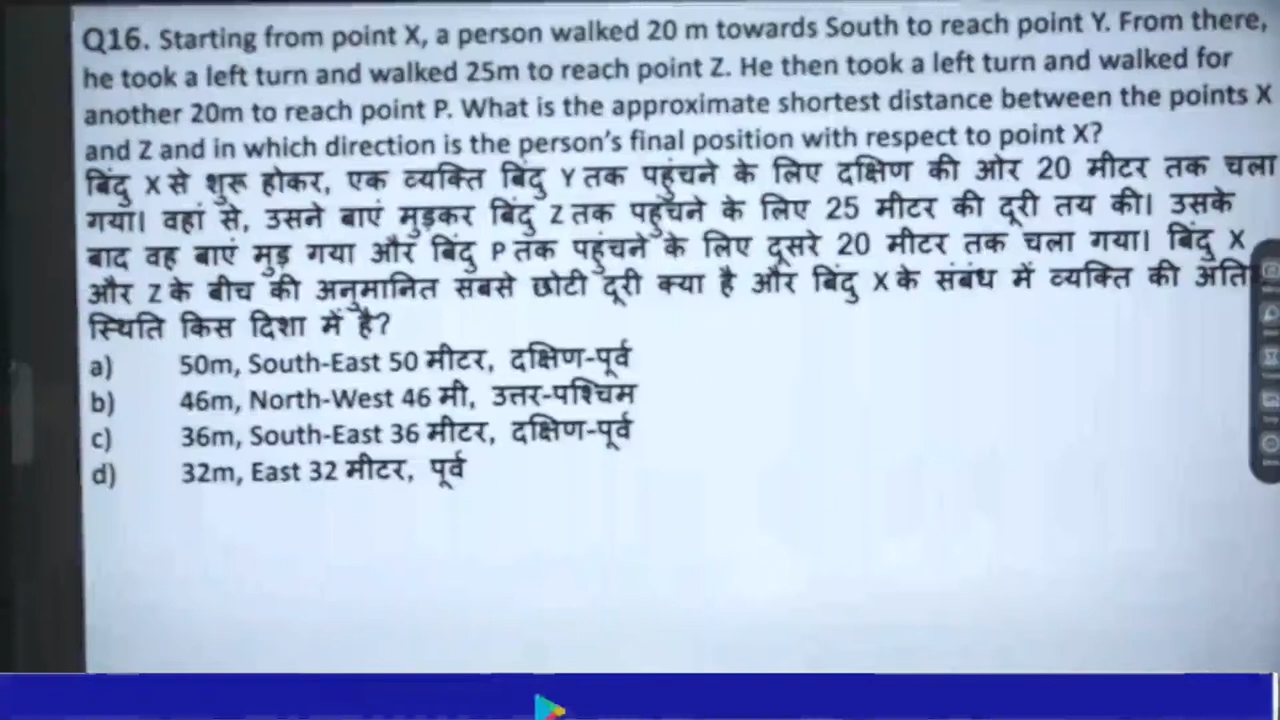 Q16. Starting from point X, a person walked 20 m towards South to reach point Y. From there,
he took a left turn and walked 25m to reach point Z. He then took a left turn and walked for
another 20m to reach point P. What is the approximate shortest distance between the points X
and Z and in which direction is the person's final position with respect to point X?
बिंदु X से शुरू होकर, एक व्यक्ति बिंदु Y तक पहुंचने के लिए दक्षिण की ओर 20 मीटर तक चला
गया। वहां से, उसने बाएं मुड़कर बिंदु Z तक पहुंचने के लिए 25 मीटर की दूरी तय की। उसके
बाद वह बाएं मुड़ गया और बिंदु P तक पहुंचने के लिए दूसरे 20 मीटर तक चला गया। बिंदु X
और Z के बीच की अनुमानित सबसे छोटी दूरी क्या है और बिंदु X के संबंध में व्यक्ति की अंति
स्थिति किस दिशा में है?
a) 50m, South-East 50 मीटर, दक्षिण-पूर्व
b) 46m, North-West 46 मी, उत्तर-पश्चिम
c) 36m, South-East 36 मीटर, दक्षिण-पूर्व
d) 32m, East 32 मीटर, पूर्व